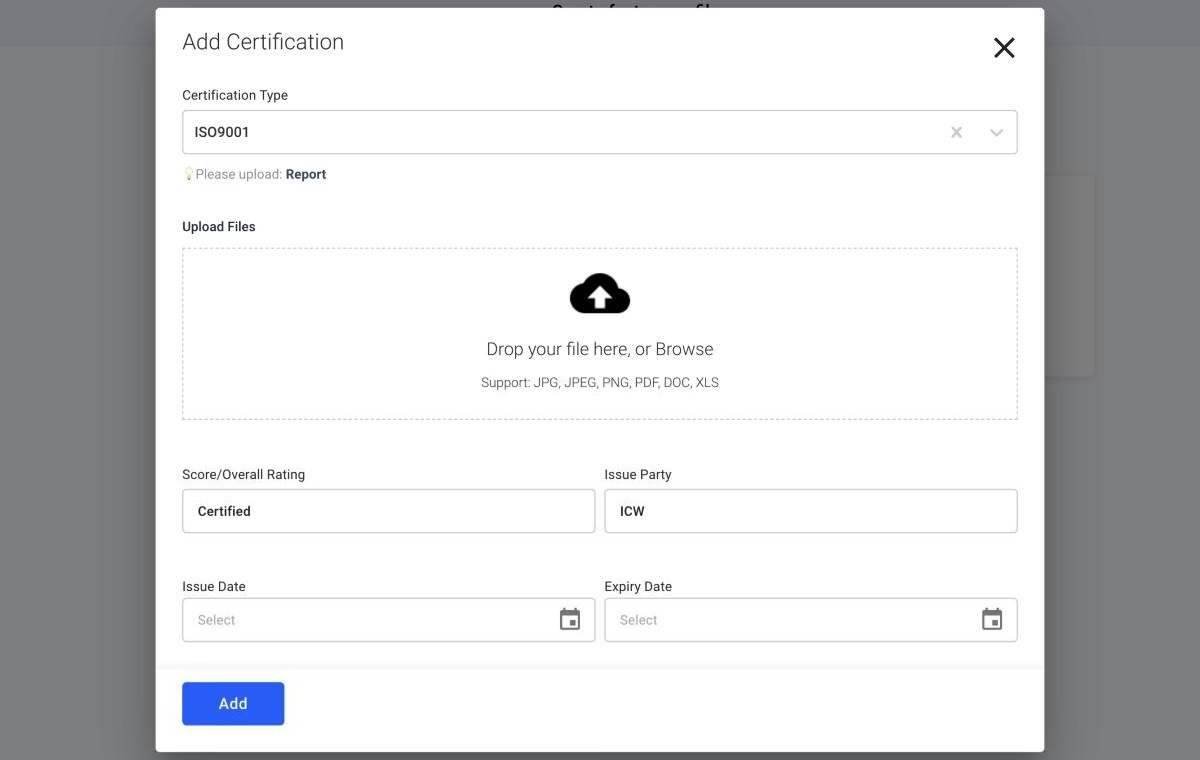 Add Certification
Certification Type
ISO9001
Please upload: Report
Upload Files
Drop your file here, or Browse
Support: JPG, JPEG, PNG, PDF, DOC, XLS
Score/Overall Rating Issue Party
Certified ICW
Issue Date Expiry Date
Select Select
Add